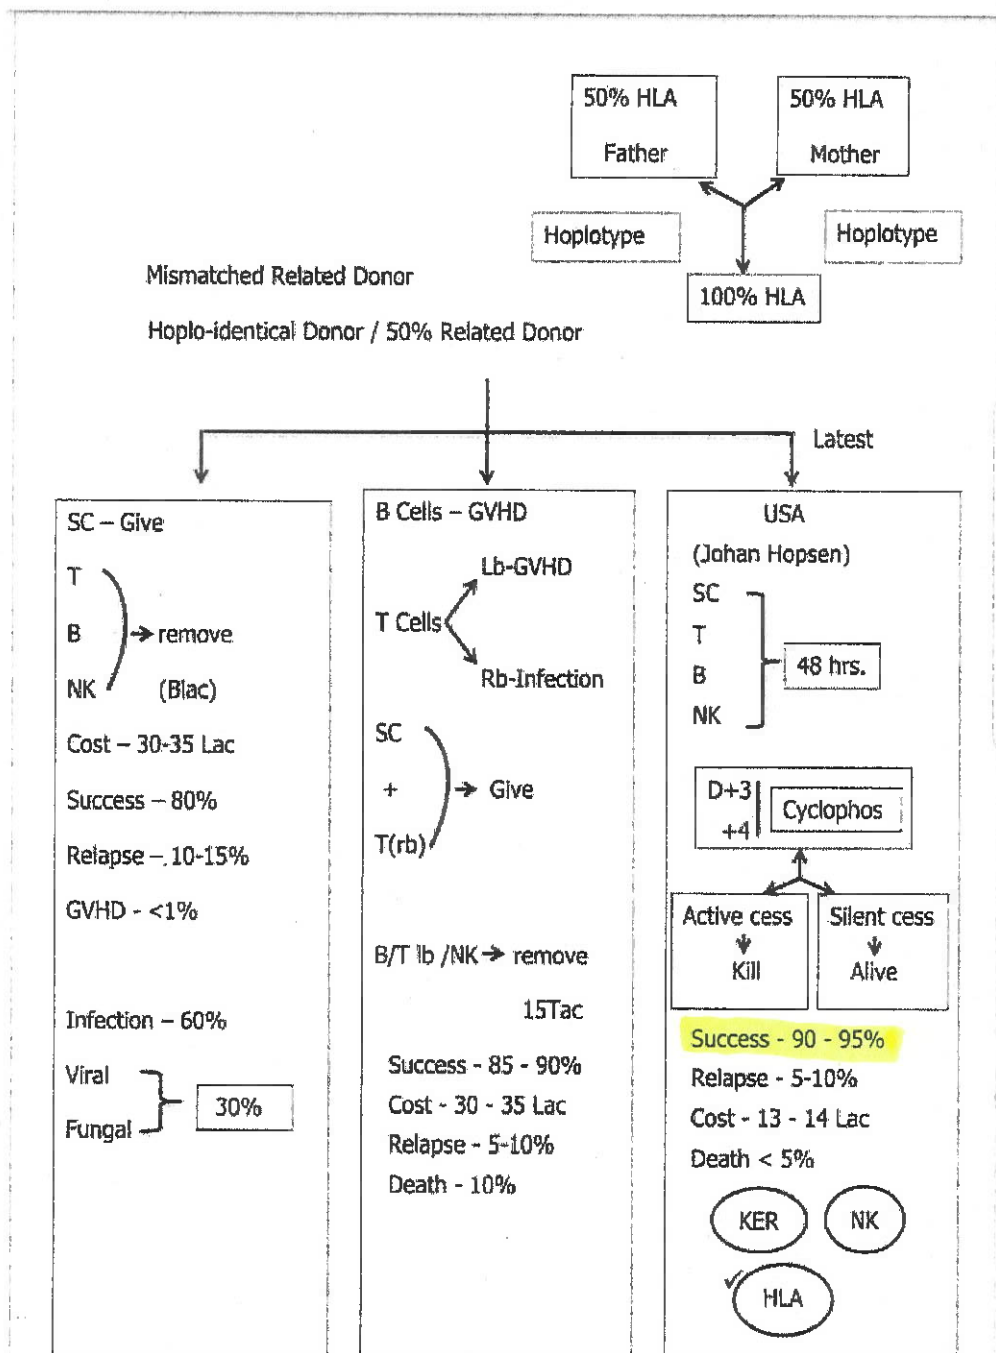 50% HLA
Father
50% HLA
Mother
Hoplotype
Hoplotype
100% HLA
Mismatched Related Donor
Hoplo-identical Donor / 50% Related Donor
Latest
SC – Give
T
B
NK
→ remove
(Blac)
Cost – 30-35 Lac
Success – 80%
Relapse – 10-15%
GVHD - <1%
Infection – 60%
Viral
Fungal
30%
B Cells – GVHD
Lb-GVHD
T Cells
Rb-Infection
SC
+
T(rb)
→ Give
B/T lb /NK → remove
15Tac
Success - 85 - 90%
Cost - 30 - 35 Lac
Relapse - 5-10%
Death - 10%
USA
(Johan Hopsen)
SC
T
B
NK
48 hrs.
D+3
+4
Cyclophos
Active cess
Kill
Silent cess
Alive
Success - 90 - 95%
Relapse - 5-10%
Cost - 13 - 14 Lac
Death < 5%
KER
NK
HLA